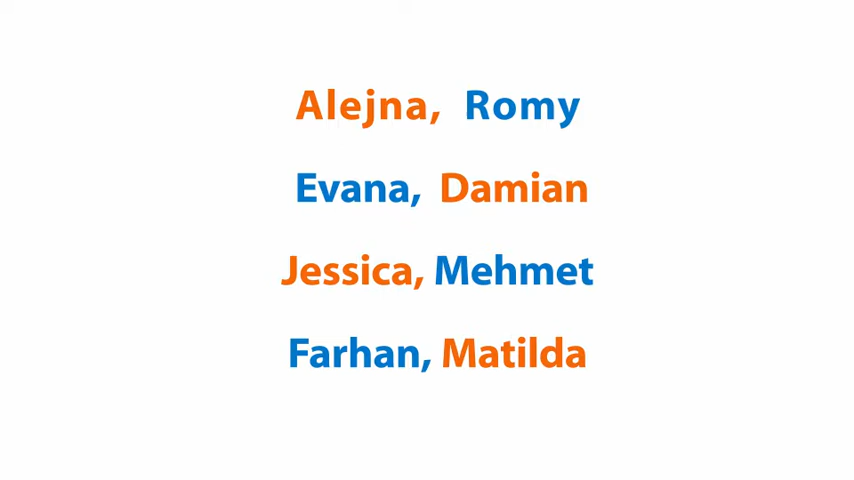 Alejna, Romy
Evana, Damian
Jessica, Mehmet
Farhan, Matilda